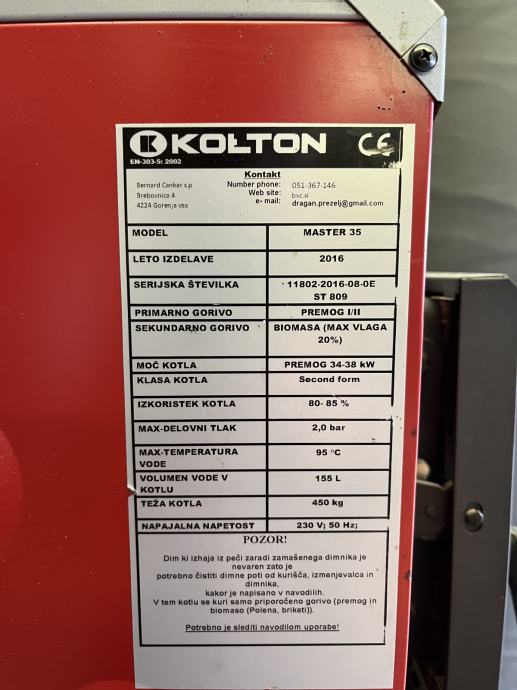 KOŁTON CE
EN-303-5: 2002
Kontakt
Bernard Cankar s.p
Brebovnica 4
4224 Gorenja vas
Number phone: 051-367-146
Web site: bvc.si
e- mail: dragan.prezelj@gmail.com
MODEL MASTER 35
LETO IZDELAVE 2016
SERIJSKA ŠTEVILKA 11802-2016-08-0E
ST 809
PRIMARNO GORIVO PREMOG I/II
SEKUNDARNO GORIVO BIOMASA (MAX VLAGA
20%)
MOČ KOTLA PREMOG 34-38 kW
KLASA KOTLA Second form
IZKORISTEK KOTLA 80- 85 %
MAX-DELOVNI TLAK 2,0 bar
MAX-TEMPERATURA
VODE 95 °C
VOLUMEN VODE V
KOTLU 155 L
TEŽA KOTLA 450 kg
NAPAJALNA NAPETOST 230 V; 50 Hz;
POZOR!
Dim ki izhaja iz peči zaradi zamašenega dimnika je
nevaren zato je
potrebno čistiti dimne poti od kurišča, izmenjevalca in
dimnika,
kakor je napisano v navodilih.
V tem kotlu se kuri samo priporočeno gorivo (premog in
biomaso (Polena, briketi)).
Potrebno je slediti navodilom uporabe!